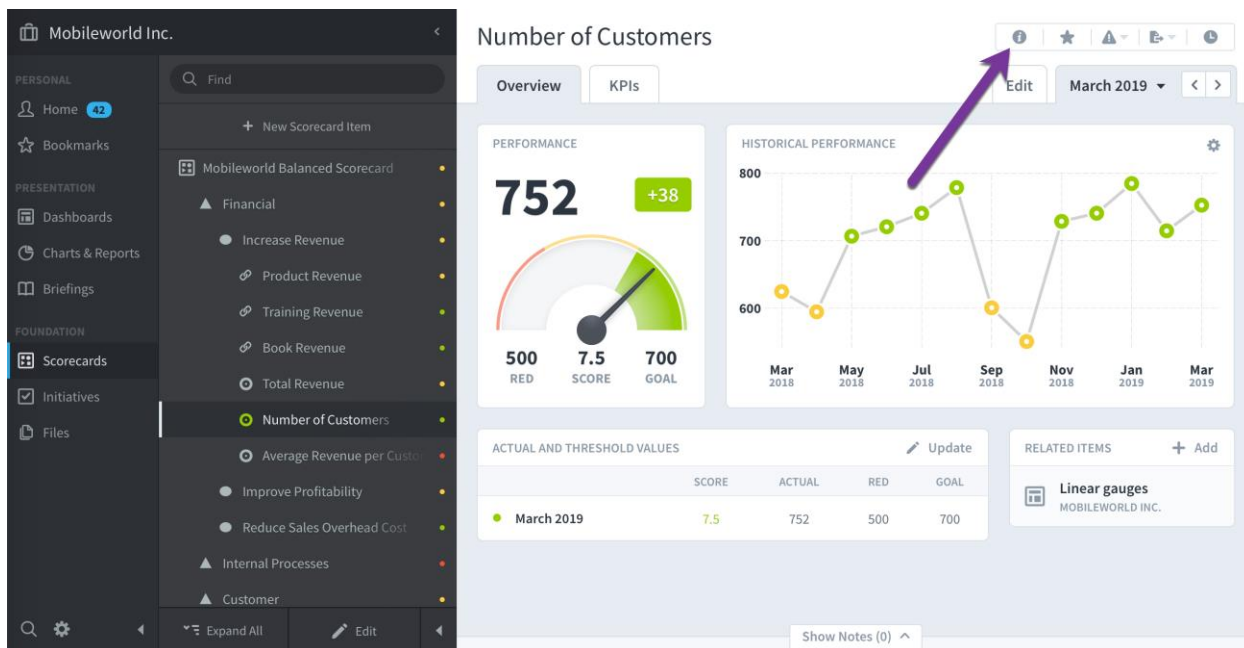 Mobileworld Inc.
PERSONAL
Home 42
Bookmarks
PRESENTATION
Dashboards
Charts & Reports
Briefings
FOUNDATION
Scorecards
Initiatives
Files
Find
+ New Scorecard Item
Mobileworld Balanced Scorecard
Financial
Increase Revenue
Product Revenue
Training Revenue
Book Revenue
Total Revenue
Number of Customers
Average Revenue per Custo
Improve Profitability
Reduce Sales Overhead Cost
Internal Processes
Customer
Expand All
Edit
Number of Customers
Overview KPIs Edit March 2019
PERFORMANCE
752 +38
500 7.5 700
RED SCORE GOAL
HISTORICAL PERFORMANCE
800
700
600
Mar May Jul Sep Nov Jan Mar
2018 2018 2018 2018 2018 2019 2019
ACTUAL AND THRESHOLD VALUES Update
SCORE ACTUAL RED GOAL
March 2019 7.5 752 500 700
RELATED ITEMS + Add
Linear gauges
MOBILEWORLD INC.
Show Notes (0)